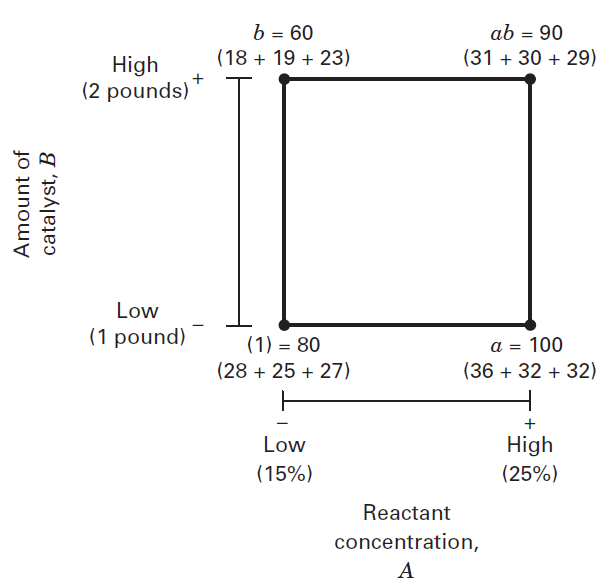 b = 60
(18 + 19 + 23)
ab = 90
(31 + 30 + 29)
High
(2 pounds) +
Amount of
catalyst, B
Low
(1 pound) −
(1) = 80
(28 + 25 + 27)
a = 100
(36 + 32 + 32)
−
Low
(15%)
+
High
(25%)
Reactant
concentration,
A